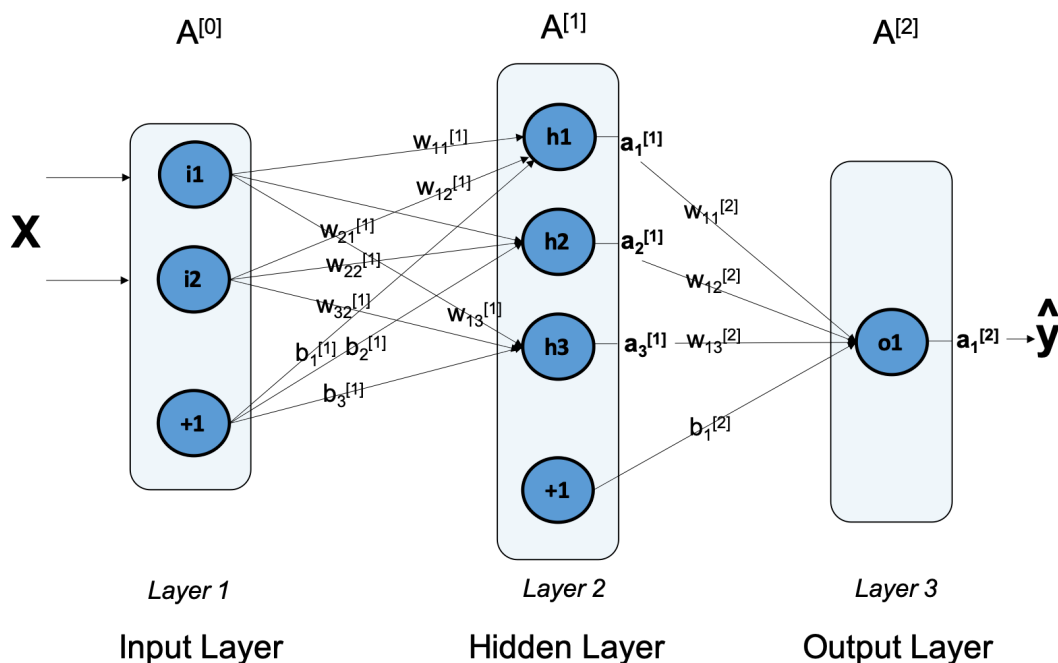 A[0]
A[1]
A[2]
X
i1
i2
+1
w11[1]
w12[1]
w21[1]
w22[1]
w32[1]
w13[1]
b1[1]
b2[1]
b3[1]
h1
h2
h3
+1
a1[1]
a2[1]
a3[1]
w11[2]
w12[2]
w13[2]
b1[2]
o1
a1[2]
ŷ
Layer 1
Layer 2
Layer 3
Input Layer
Hidden Layer
Output Layer